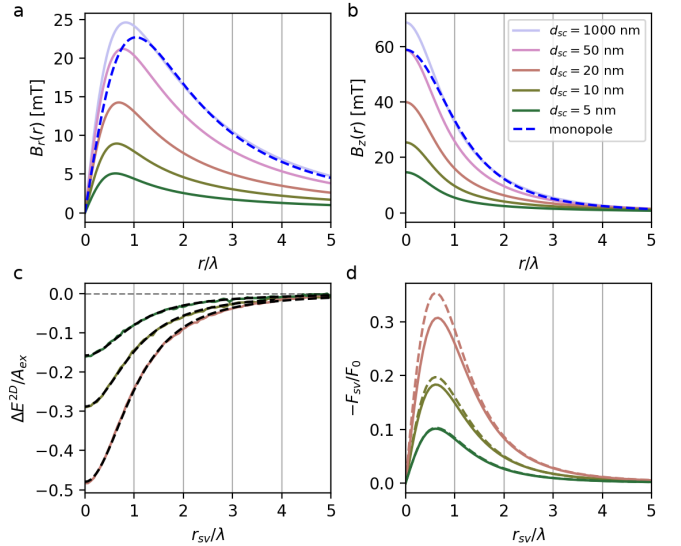 a
25
20
15
10
5
0
B_r(r) [mT]
0 1 2 3 4 5
r/λ
b
60
40
20
0
B_z(r) [mT]
d_sc = 1000 nm
d_sc = 50 nm
d_sc = 20 nm
d_sc = 10 nm
d_sc = 5 nm
monopole
0 1 2 3 4 5
r/λ
c
0.0
−0.1
−0.2
−0.3
−0.4
−0.5
ΔE^2D/A_ex
0 1 2 3 4 5
r_sv/λ
d
0.3
0.2
0.1
0.0
−F_sv/F_0
0 1 2 3 4 5
r_sv/λ